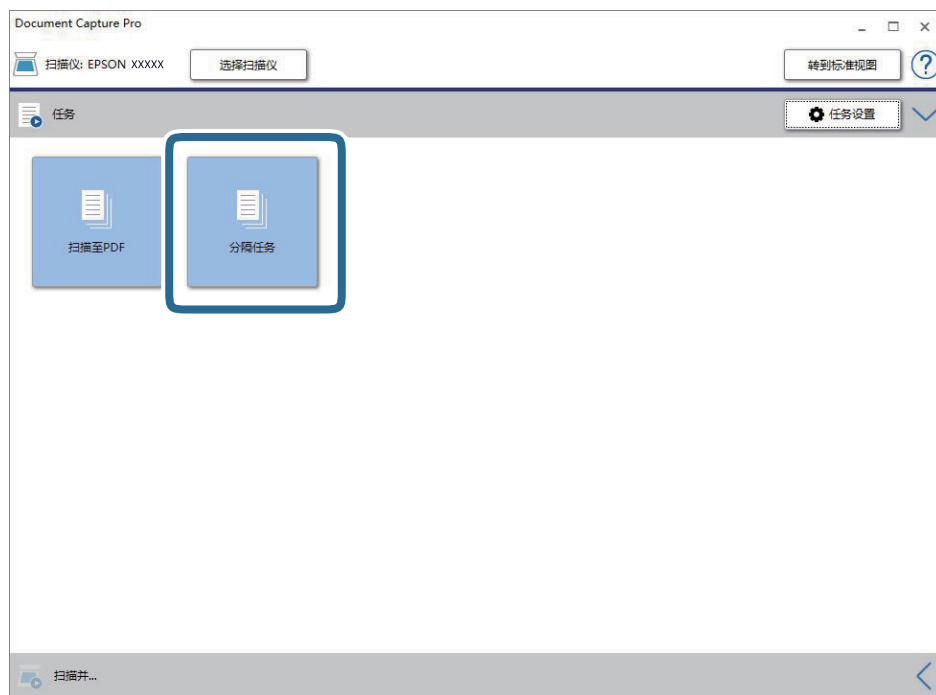 Document Capture Pro
扫描仪: EPSON XXXXX
选择扫描仪
转到标准视图
?
任务
任务设置
扫描至PDF
分隔任务
扫描并...